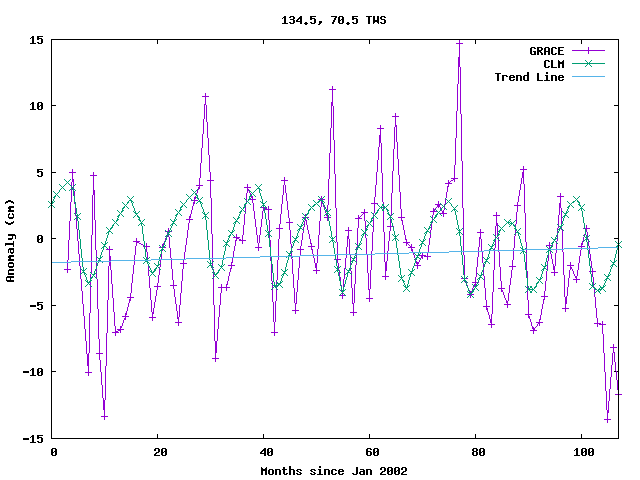 134.5, 70.5 TWS
GRACE
CLM
Trend Line
15
10
5
0
-5
-10
-15
Anomaly (cm)
0 20 40 60 80 100
Months since Jan 2002